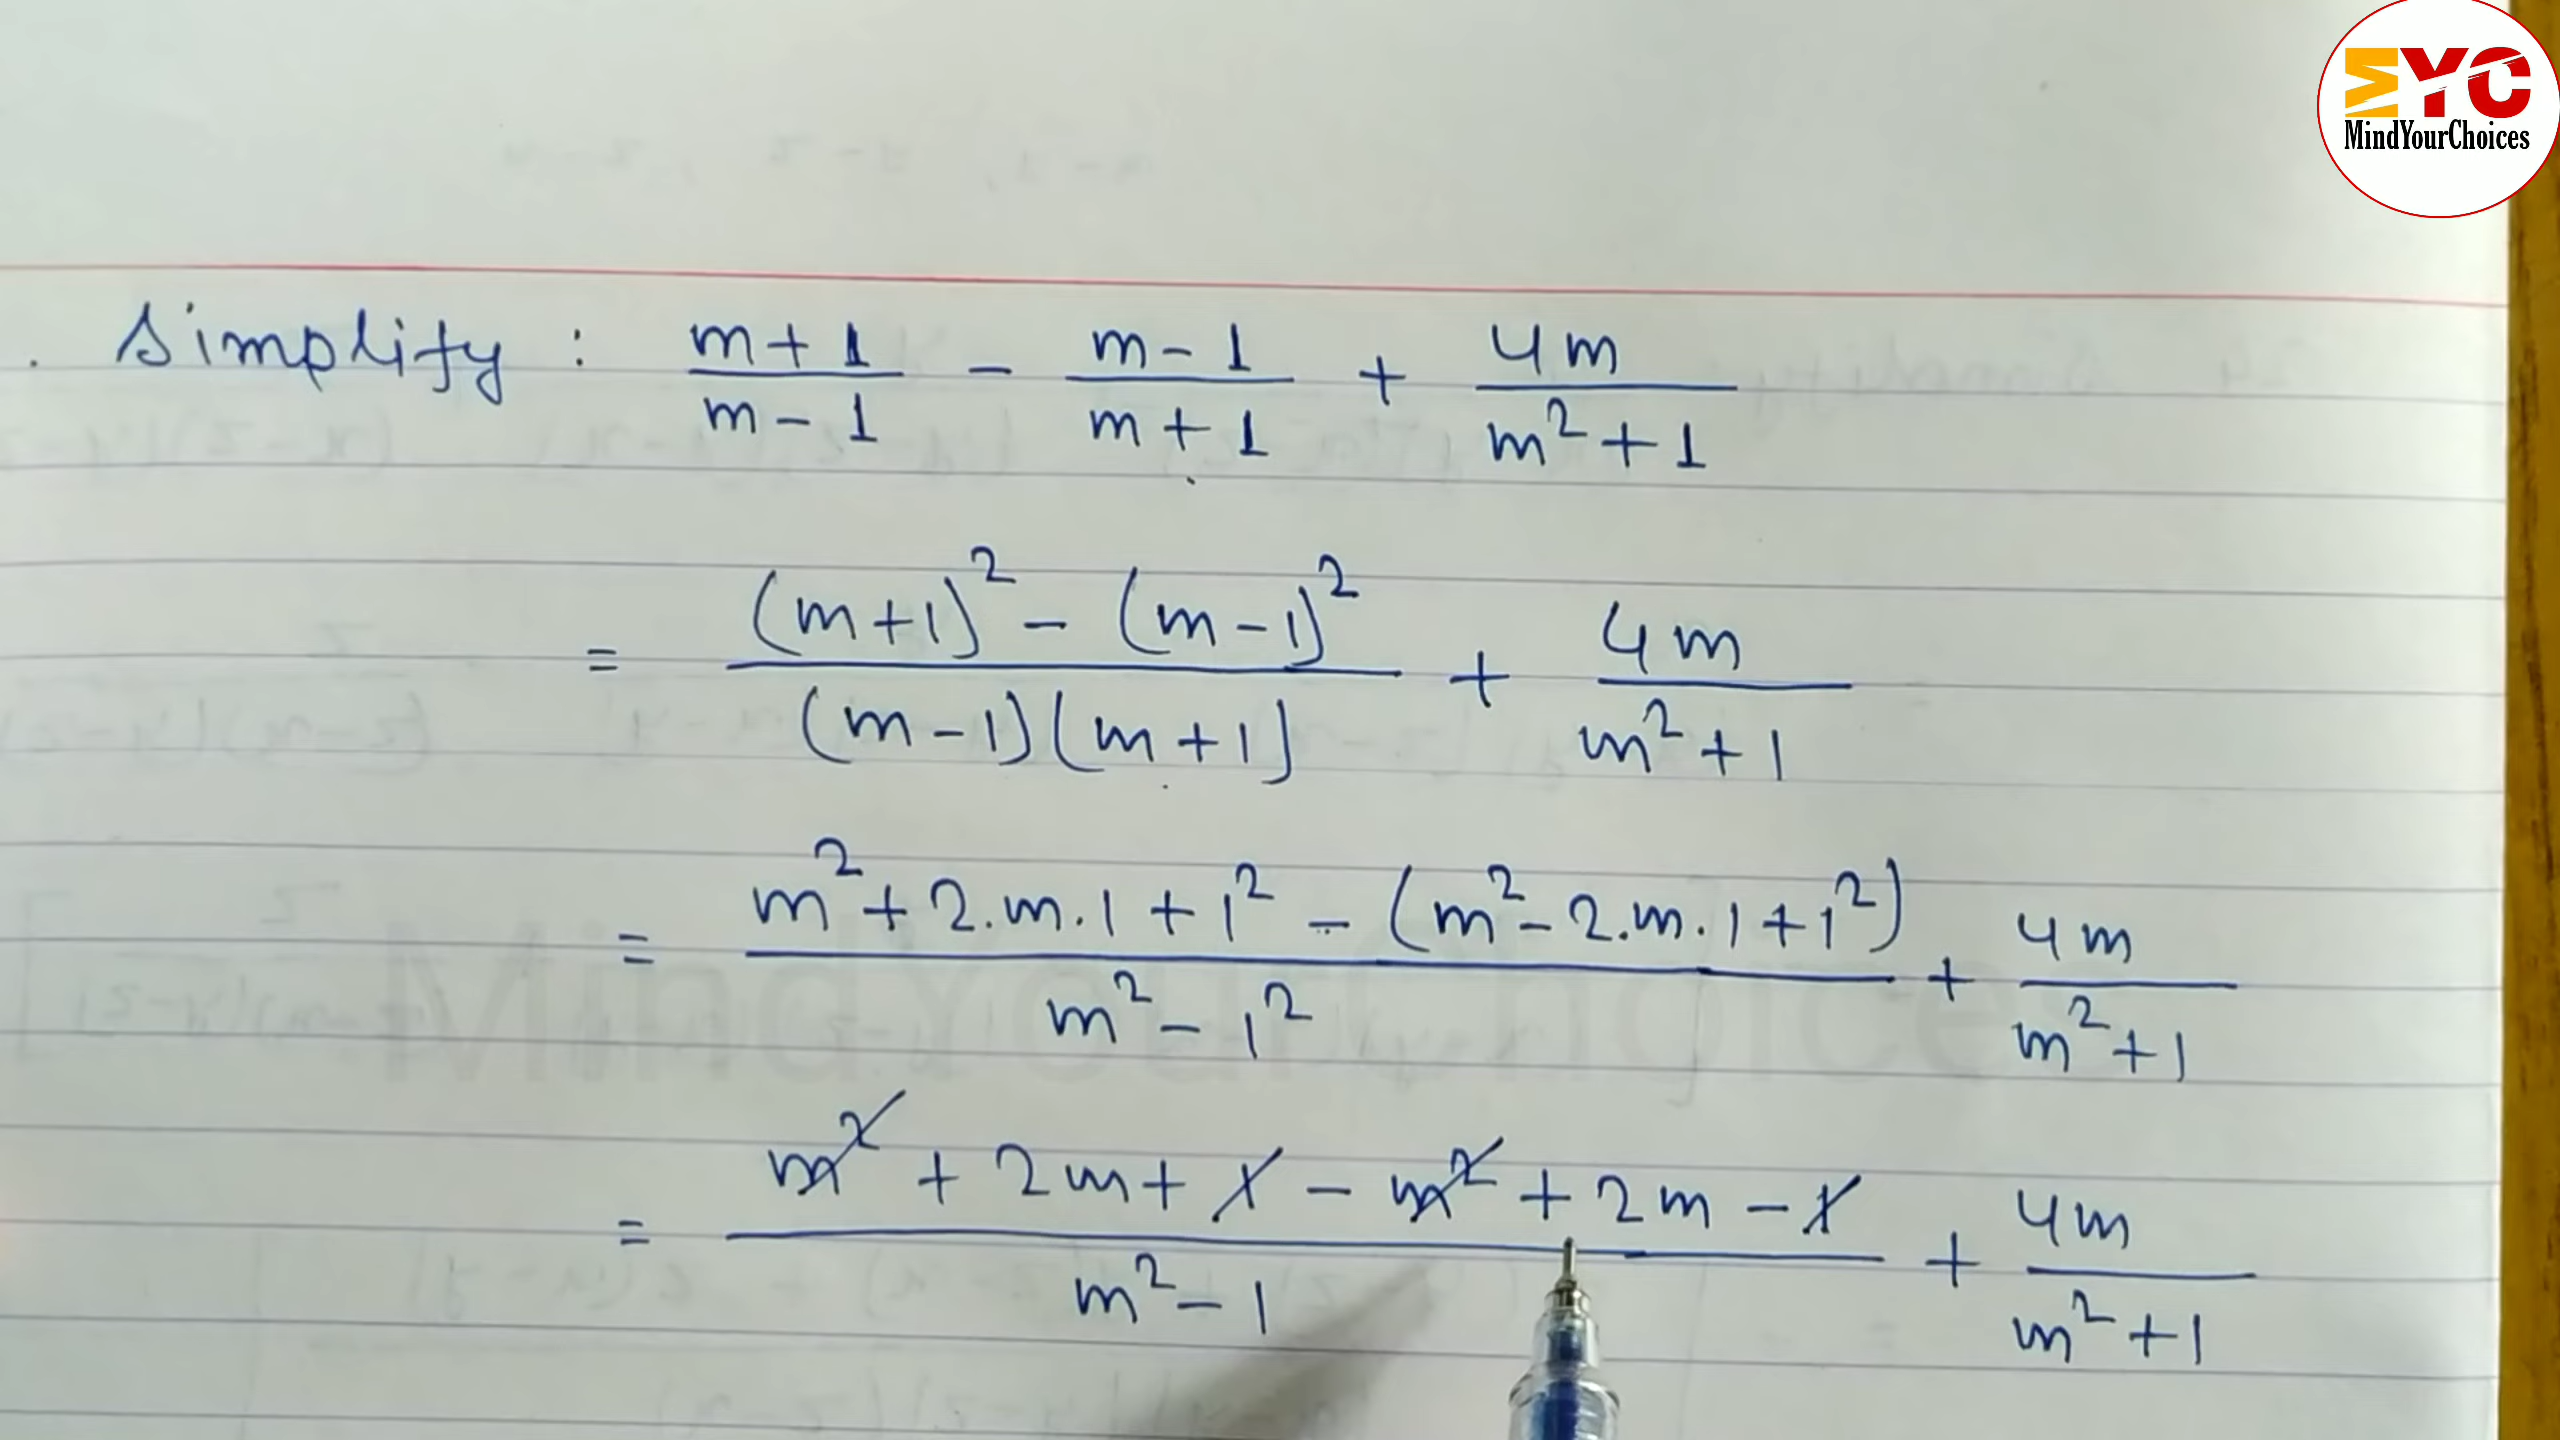 MYC
MindYourChoices
. Simplify : (m+1)/(m-1) - (m-1)/(m+1) + 4m/(m²+1)
= ((m+1)² - (m-1)²)/((m-1)(m+1)) + 4m/(m²+1)
= (m² + 2.m.1 + 1² - (m² - 2.m.1 + 1²))/(m² - 1²) + 4m/(m²+1)
MindYourChoices
= (m² + 2m + 1 - m² + 2m - 1)/(m² - 1) + 4m/(m²+1)